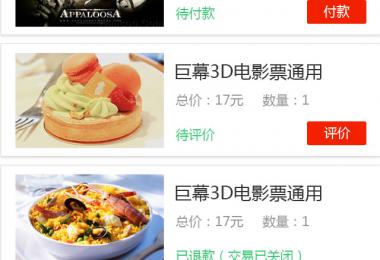 APPALOOSA
待付款
付款
巨幕3D电影票通用
总价：17元 数量：1
待评价
评价
巨幕3D电影票通用
总价：17元 数量：1
已退款（交易已关闭）